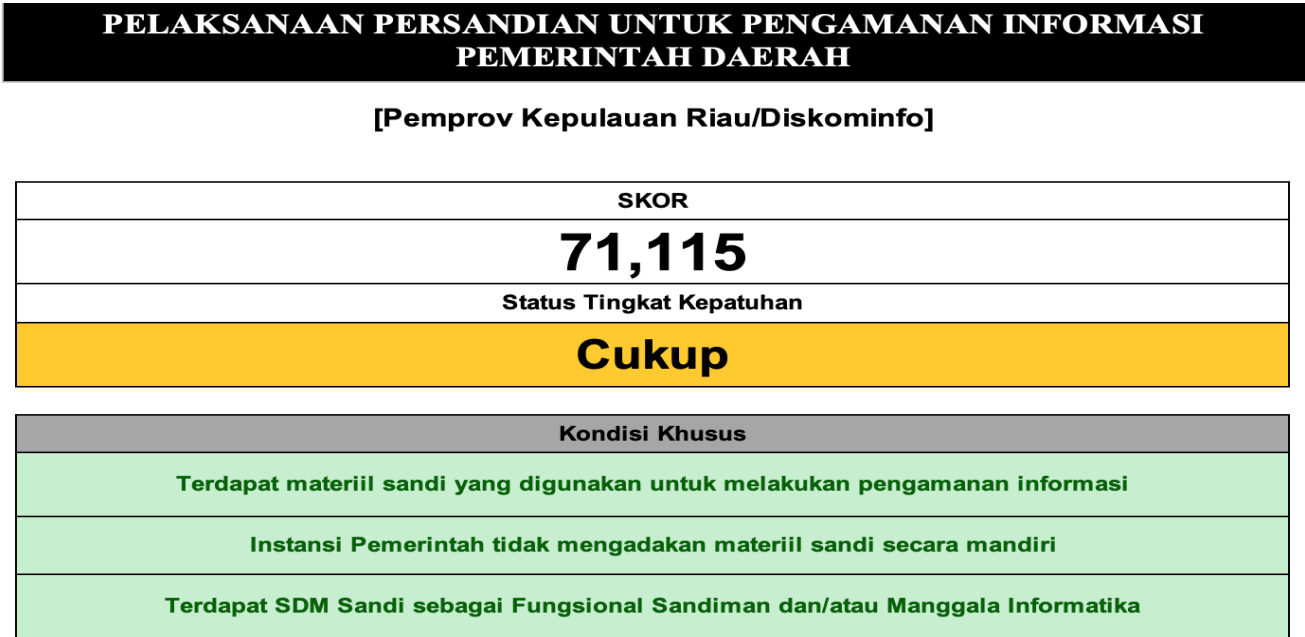 PELAKSANAAN PERSANDIAN UNTUK PENGAMANAN INFORMASI
PEMERINTAH DAERAH
[Pemprov Kepulauan Riau/Diskominfo]
SKOR
71,115
Status Tingkat Kepatuhan
Cukup
Kondisi Khusus
Terdapat materiil sandi yang digunakan untuk melakukan pengamanan informasi
Instansi Pemerintah tidak mengadakan materiil sandi secara mandiri
Terdapat SDM Sandi sebagai Fungsional Sandiman dan/atau Manggala Informatika